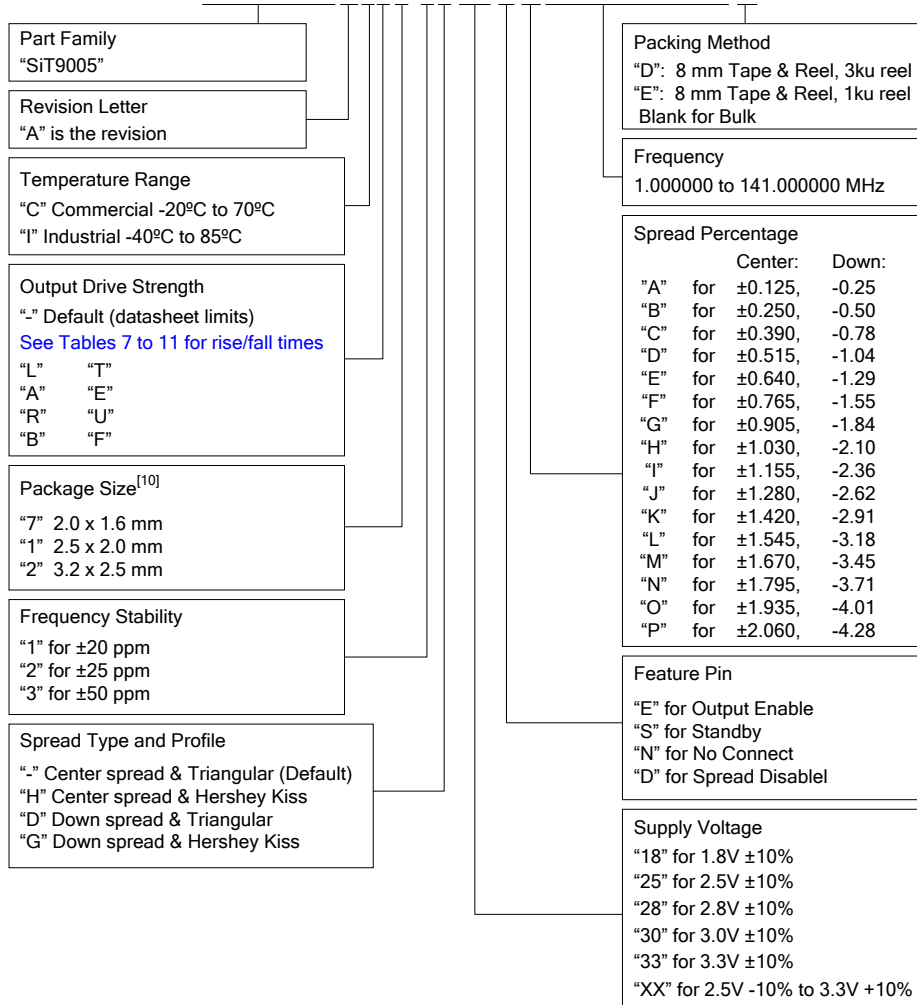 Part Family
“SiT9005”
Revision Letter
“A” is the revision
Temperature Range
“C” Commercial -20ºC to 70ºC
“I” Industrial -40ºC to 85ºC
Output Drive Strength
“-” Default (datasheet limits)
See Tables 7 to 11 for rise/fall times
“L” “T”
“A” “E”
“R” “U”
“B” “F”
Package Size[10]
“7” 2.0 x 1.6 mm
“1” 2.5 x 2.0 mm
“2” 3.2 x 2.5 mm
Frequency Stability
“1” for ±20 ppm
“2” for ±25 ppm
“3” for ±50 ppm
Spread Type and Profile
“-” Center spread & Triangular (Default)
“H” Center spread & Hershey Kiss
“D” Down spread & Triangular
“G” Down spread & Hershey Kiss
Packing Method
“D”: 8 mm Tape & Reel, 3ku reel
“E”: 8 mm Tape & Reel, 1ku reel
Blank for Bulk
Frequency
1.000000 to 141.000000 MHz
Spread Percentage
Center: Down:
”A” for ±0.125, -0.25
“B” for ±0.250, -0.50
“C” for ±0.390, -0.78
“D” for ±0.515, -1.04
“E” for ±0.640, -1.29
“F” for ±0.765, -1.55
“G” for ±0.905, -1.84
“H” for ±1.030, -2.10
“I” for ±1.155, -2.36
“J” for ±1.280, -2.62
“K” for ±1.420, -2.91
“L” for ±1.545, -3.18
“M” for ±1.670, -3.45
“N” for ±1.795, -3.71
“O” for ±1.935, -4.01
“P” for ±2.060, -4.28
Feature Pin
“E” for Output Enable
“S” for Standby
“N” for No Connect
“D” for Spread Disablel
Supply Voltage
“18” for 1.8V ±10%
“25” for 2.5V ±10%
“28” for 2.8V ±10%
“30” for 3.0V ±10%
“33” for 3.3V ±10%
“XX” for 2.5V -10% to 3.3V +10%